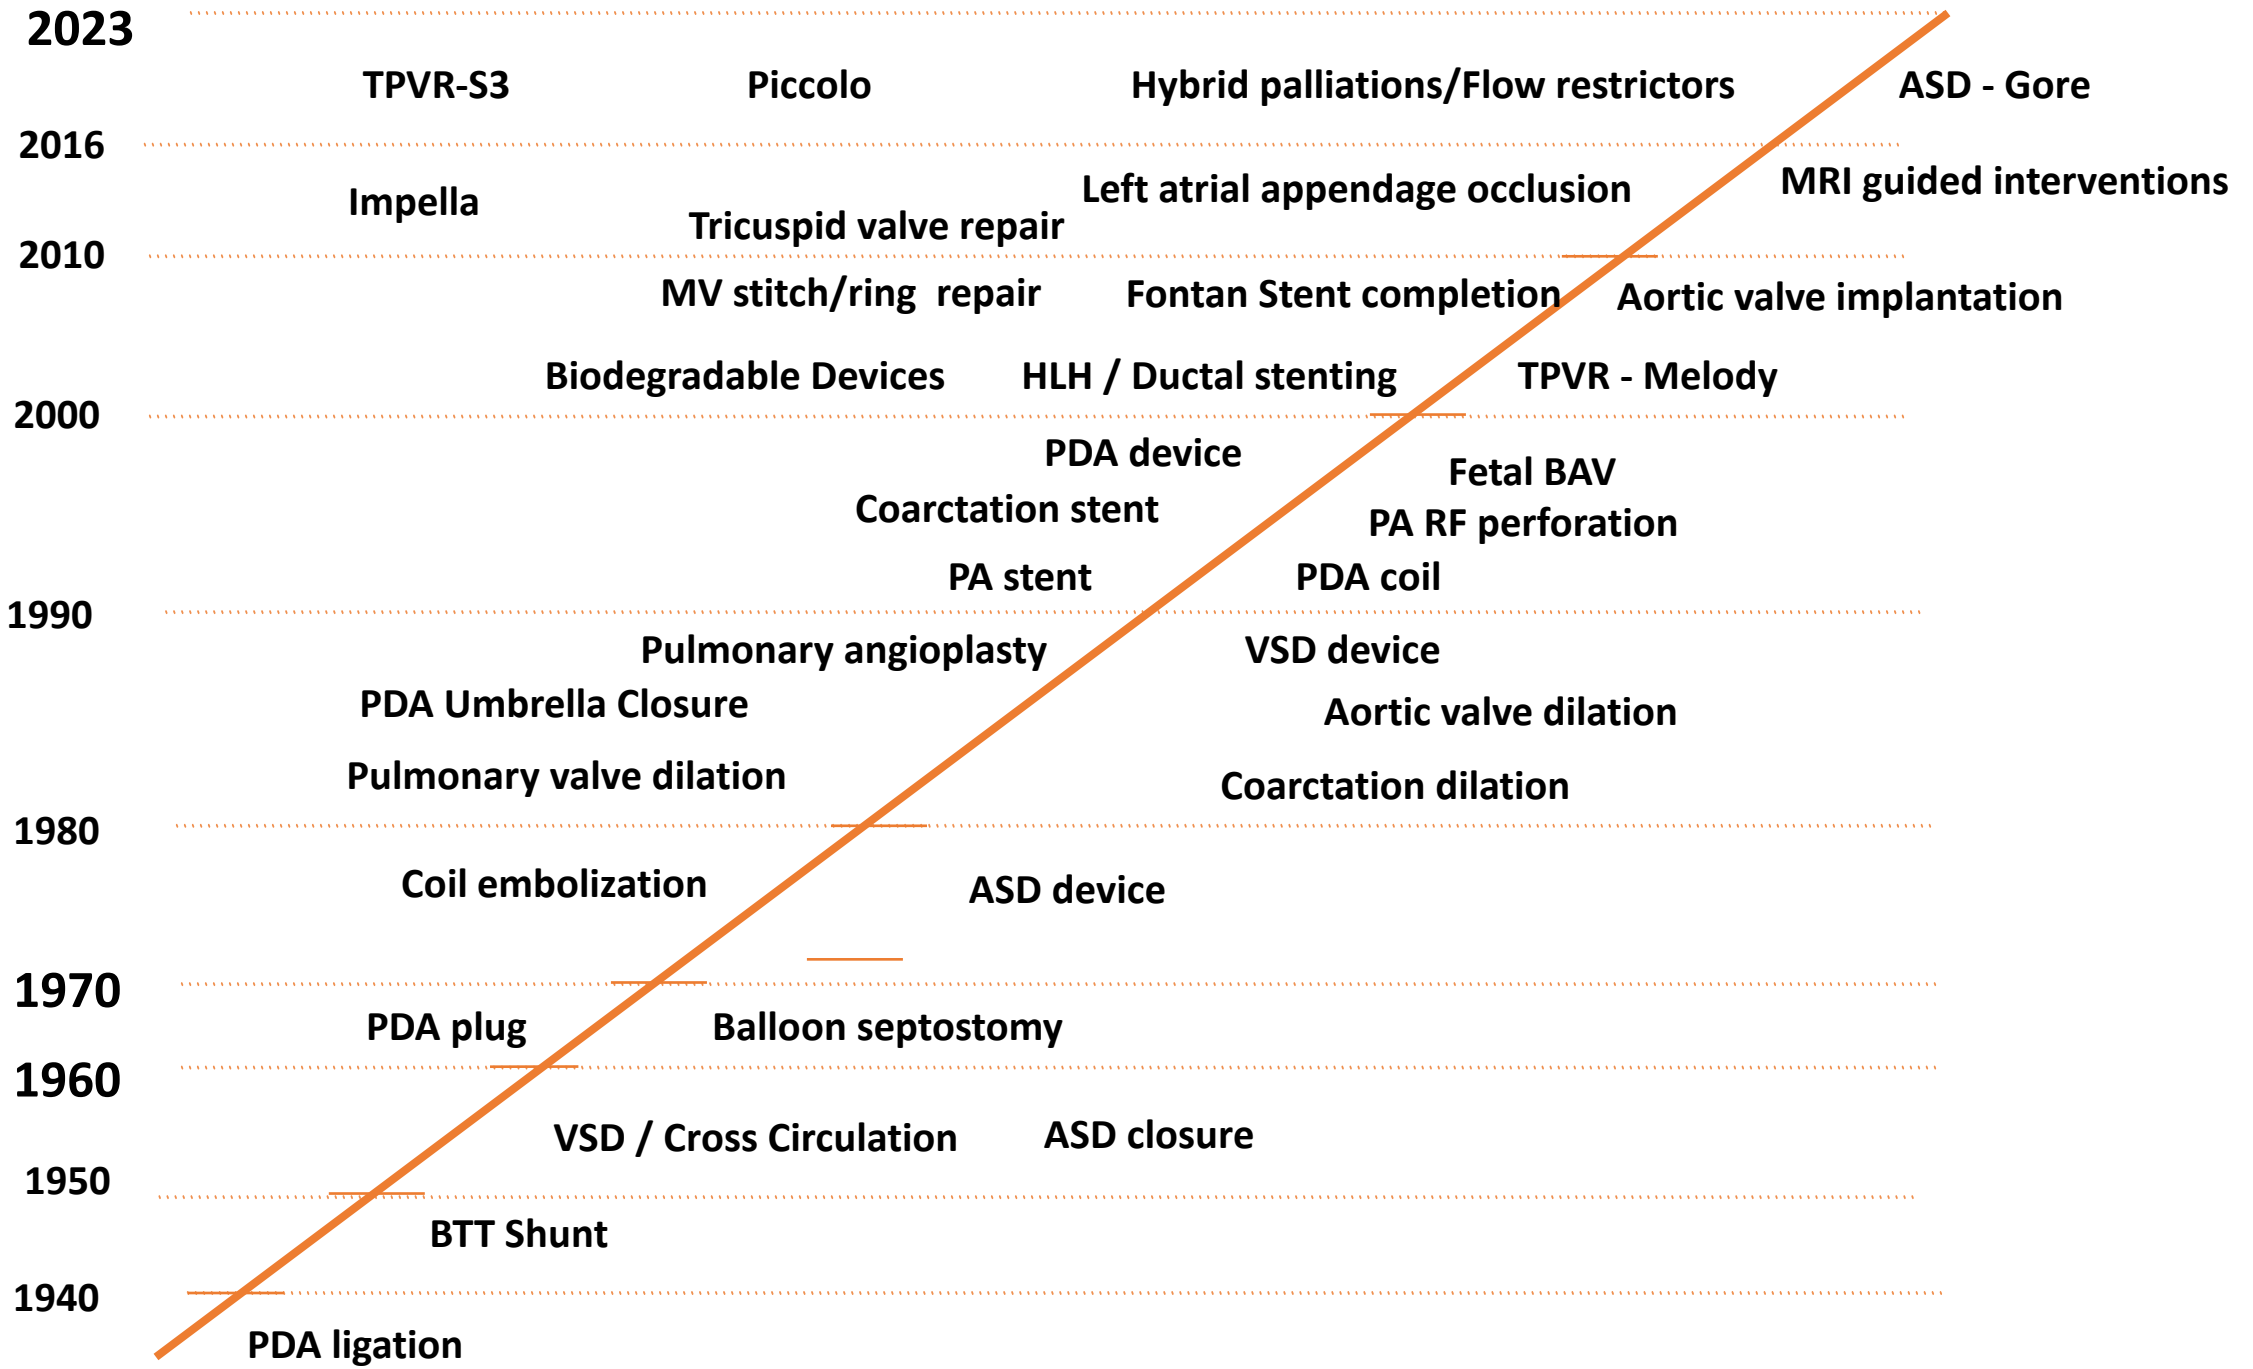 2023
TPVR-S3
Piccolo
Hybrid palliations/Flow restrictors
ASD - Gore
2016
Impella
Tricuspid valve repair
Left atrial appendage occlusion
MRI guided interventions
2010
MV stitch/ring repair
Fontan Stent completion
Aortic valve implantation
Biodegradable Devices
HLH / Ductal stenting
TPVR - Melody
2000
PDA device
Fetal BAV
Coarctation stent
PA RF perforation
PA stent
PDA coil
1990
Pulmonary angioplasty
VSD device
PDA Umbrella Closure
Aortic valve dilation
Pulmonary valve dilation
Coarctation dilation
1980
Coil embolization
ASD device
1970
PDA plug
Balloon septostomy
1960
VSD / Cross Circulation
ASD closure
1950
BTT Shunt
1940
PDA ligation